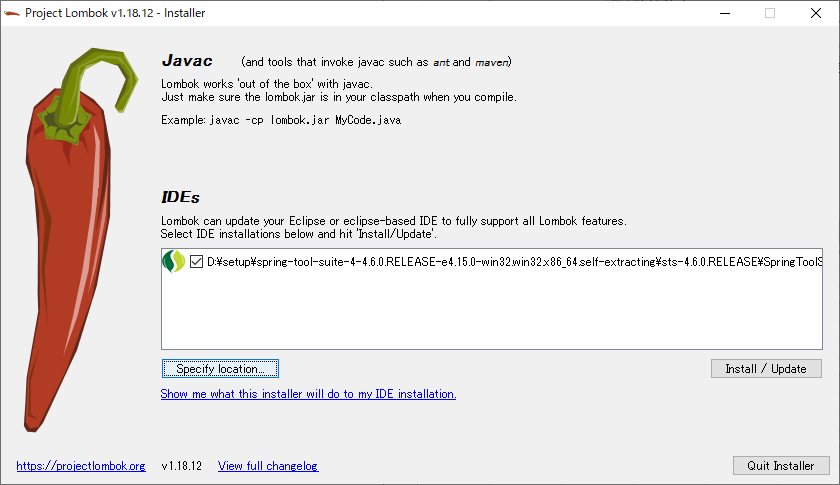 Project Lombok v1.18.12 - Installer
Javac (and tools that invoke javac such as ant and maven)
Lombok works 'out of the box' with javac.
Just make sure the lombok.jar is in your classpath when you compile.
Example: javac -cp lombok.jar MyCode.java
IDEs
Lombok can update your Eclipse or eclipse-based IDE to fully support all Lombok features.
Select IDE installations below and hit 'Install/Update'.
D:¥setup¥spring-tool-suite-4-4.6.0.RELEASE-e4.15.0-win32.win32.x86_64.self-extracting¥sts-4.6.0.RELEASE¥SpringToolS
Specify location... Install / Update
Show me what this installer will do to my IDE installation.
https://projectlombok.org v1.18.12 View full changelog Quit Installer